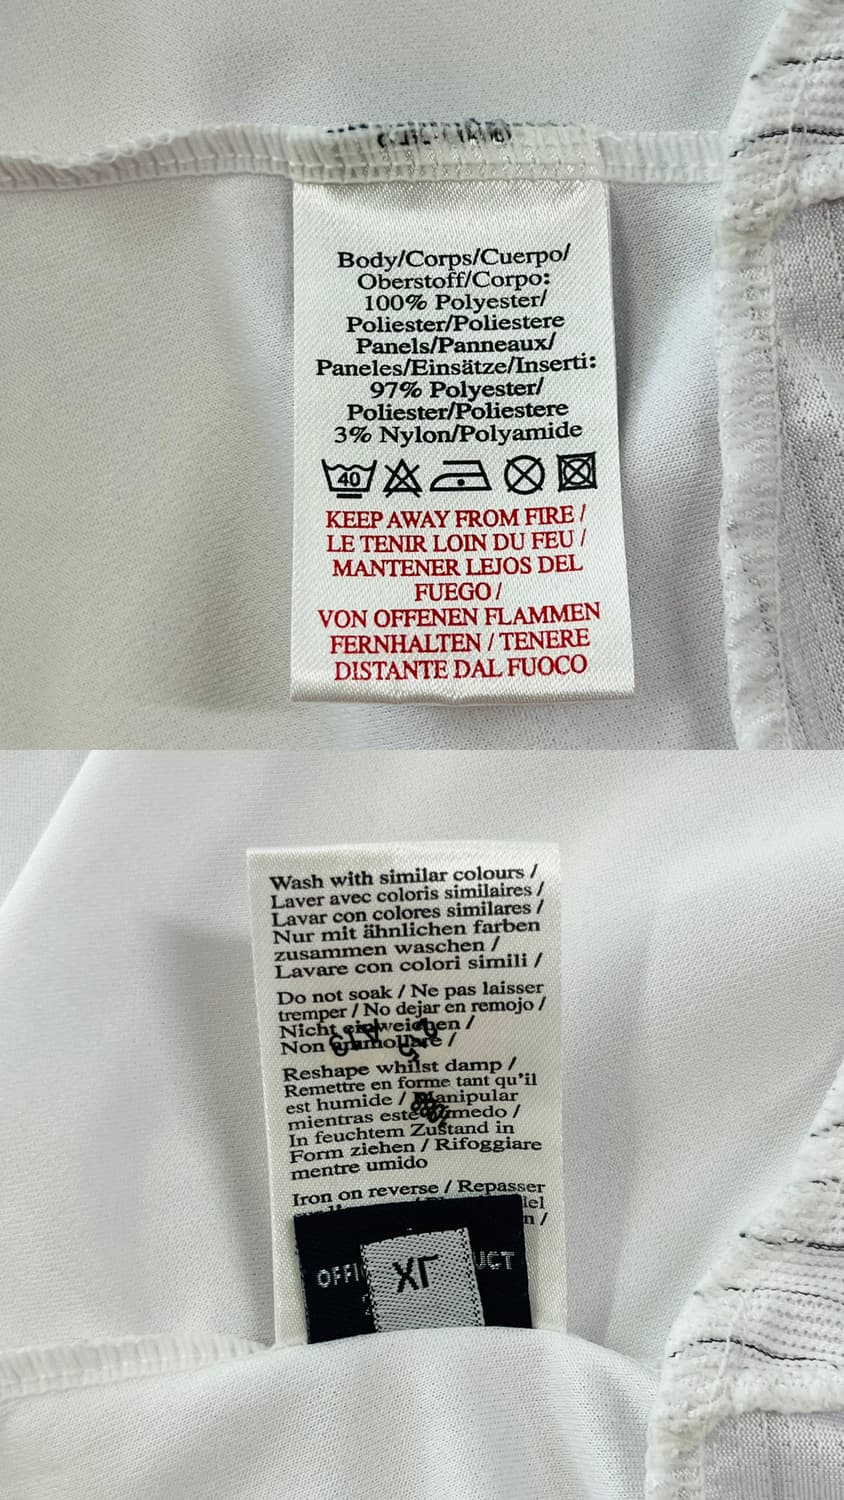 Body/Corps/Cuerpo/
Oberstoff/Corpo:
100% Polyester/
Poliester/Poliestere
Panels/Panneaux/
Paneles/Einsätze/Inserti:
97% Polyester/
Poliester/Poliestere
3% Nylon/Polyamide
40
KEEP AWAY FROM FIRE /
LE TENIR LOIN DU FEU /
MANTENER LEJOS DEL
FUEGO /
VON OFFENEN FLAMMEN
FERNHALTEN / TENERE
DISTANTE DAL FUOCO
Wash with similar colours /
Laver avec coloris similaires /
Lavar con colores similares /
Nur mit ähnlichen farben
zusammen waschen /
Lavare con colori simili /
Do not soak / Ne pas laisser
tremper / No dejar en remojo /
Nicht einweichen /
Non ammollare /
Reshape whilst damp /
Remettre en forme tant qu'il
est humide / Manipular
mientras esté húmedo /
In feuchtem Zustand in
Form ziehen / Rifoggiare
mentre umido
Iron on reverse / Repasser
XL